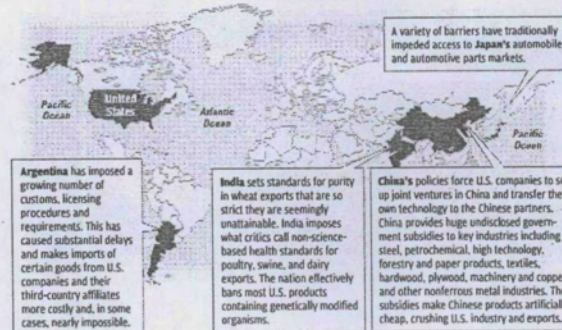 A variety of barriers have traditionally
impeded access to Japan's automobile
and automotive parts markets.
United
States
Pacific
Ocean
Atlantic
Ocean
Pacific
Ocean
Argentina has imposed a
growing number of
customs, licensing
procedures and
requirements. This has
caused substantial delays
and makes imports of
certain goods from U.S.
companies and their
third-country affiliates
more costly and, in some
cases, nearly impossible.
India sets standards for purity
in wheat exports that are so
strict they are seemingly
unattainable. India imposes
what critics call non-science-
based health standards for
poultry, swine, and dairy
exports. The nation effectively
bans most U.S. products
containing genetically modified
organisms.
China's policies force U.S. companies to
up joint ventures in China and transfer
own technology to the Chinese partners.
China provides huge undisclosed govern-
ment subsidies to key industries including
steel, petrochemical, high technology,
forestry and paper products, textiles,
hardwood, plywood, machinery and
and other nonferrous metal industries.
subsidies make Chinese products artificially
cheap, crushing U.S. industry and exports.